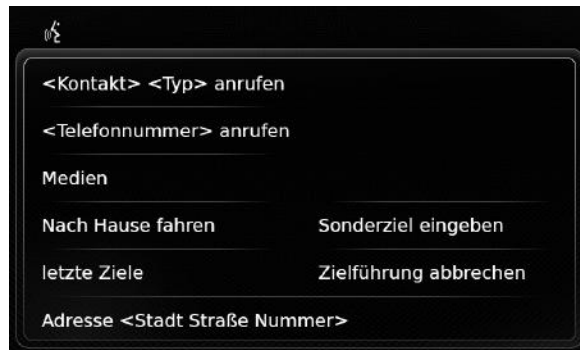 <Kontakt> <Typ> anrufen
<Telefonnummer> anrufen
Medien
Nach Hause fahren Sonderziel eingeben
letzte Ziele Zielführung abbrechen
Adresse <Stadt Straße Nummer>